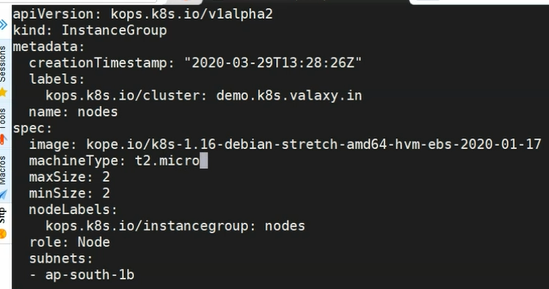 apiVersion: kops.k8s.io/v1alpha2
kind: InstanceGroup
metadata:
  creationTimestamp: "2020-03-29T13:28:26Z"
  labels:
    kops.k8s.io/cluster: demo.k8s.valaxy.in
  name: nodes
spec:
  image: kope.io/k8s-1.16-debian-stretch-amd64-hvm-ebs-2020-01-17
  machineType: t2.micro
  maxSize: 2
  minSize: 2
  nodeLabels:
    kops.k8s.io/instancegroup: nodes
  role: Node
  subnets:
  - ap-south-1b
Sessions
Tools
Macros
Sftp